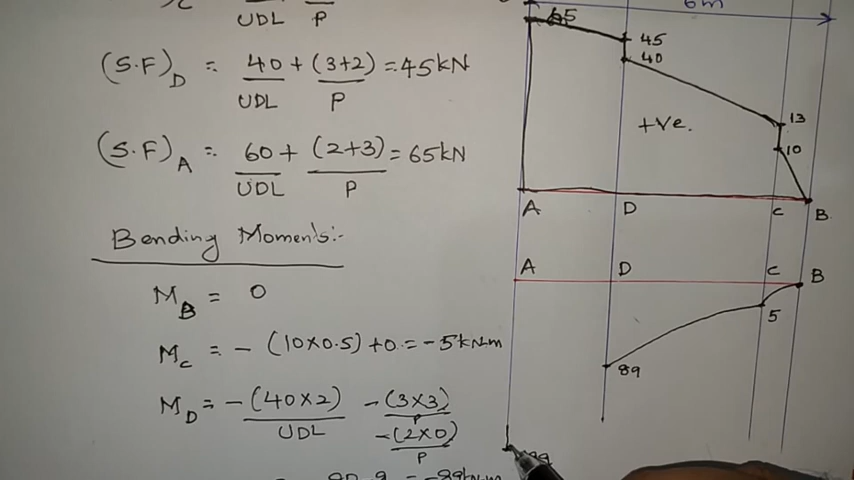 UDL P
(S.F)D = 40 + (3+2) = 45kN
UDL P
(S.F)A = 60 + (2+3) = 65kN
UDL P
Bending Moments:-
MB = 0
Mc = - (10×0.5) + 0 = -5kN-m
MD = - (40×2) - (3×3)
UDL P
- (2×0)
P
6m
65
45
40
+ve.
13
10
A D C B
A D C B
5
89